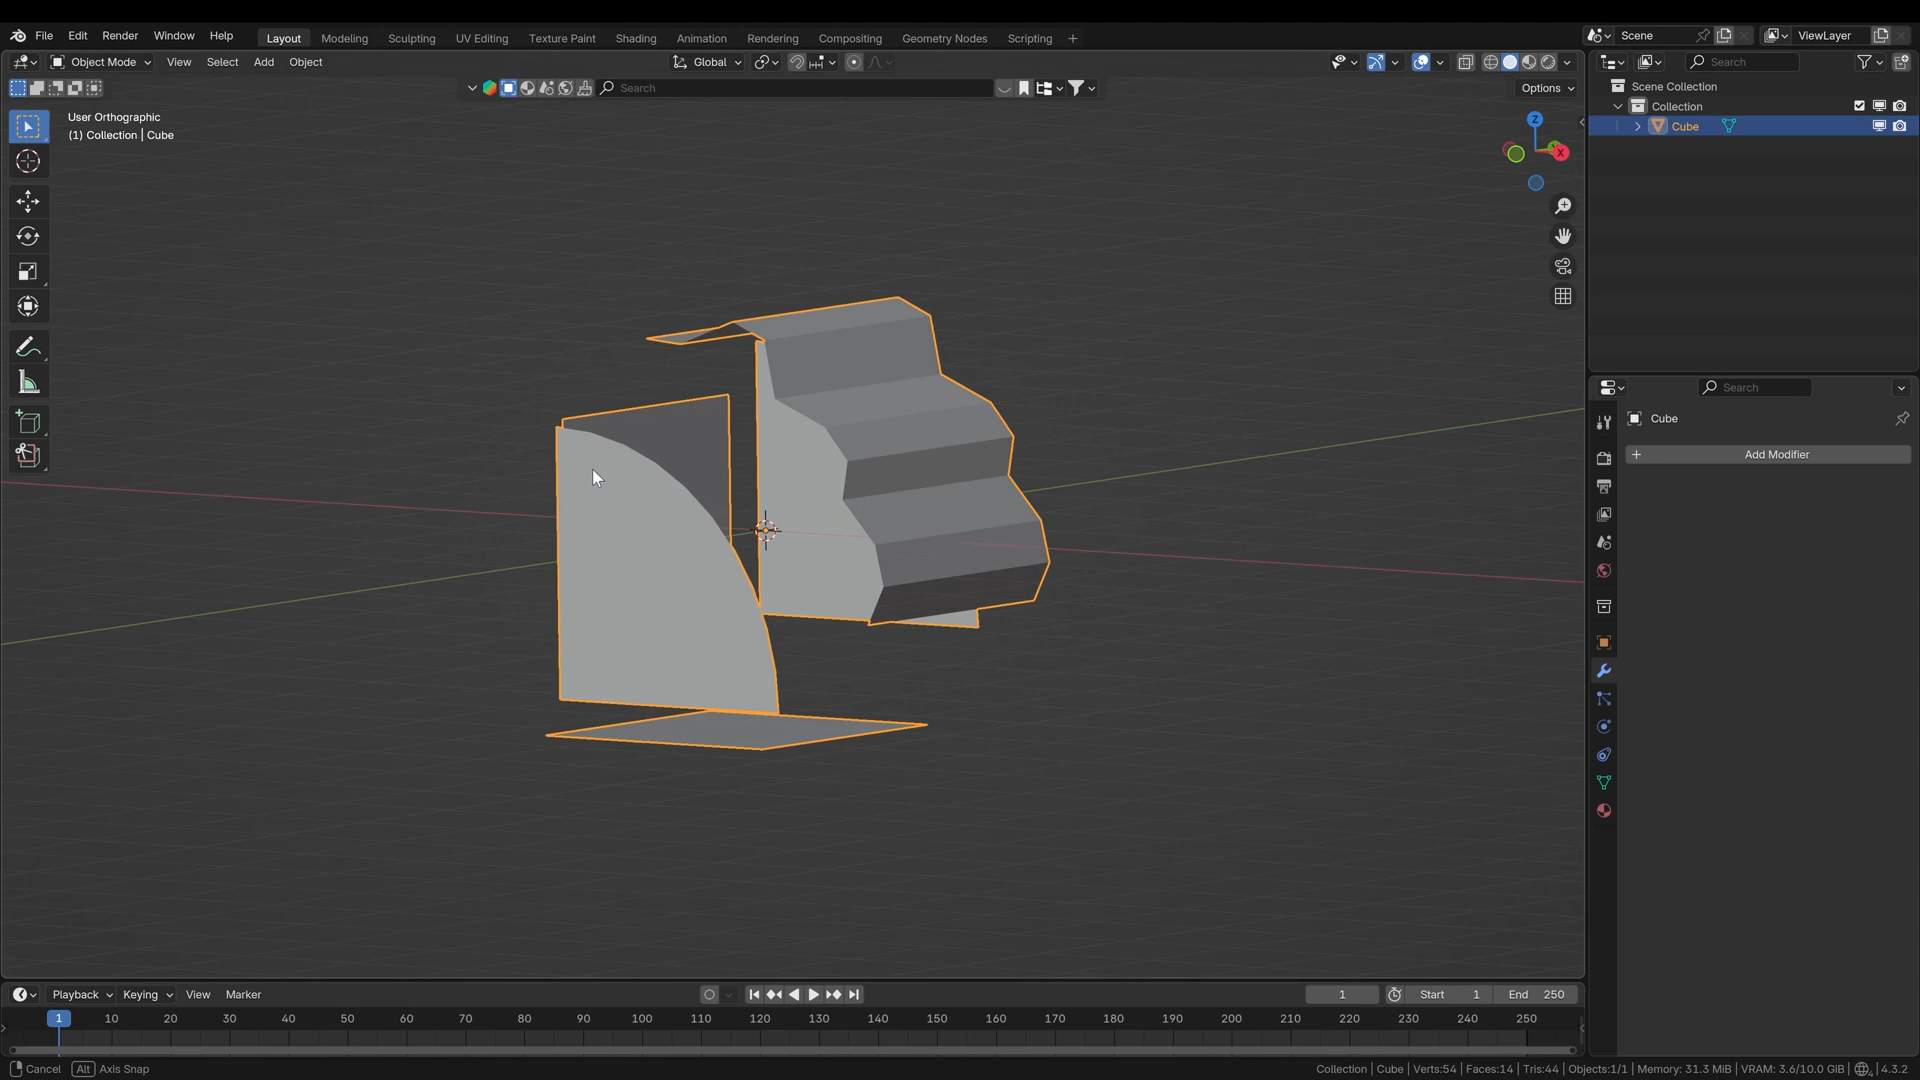 File Edit Render Window Help Layout Modeling Sculpting UV Editing Texture Paint Shading Animation Rendering Compositing Geometry Nodes Scripting + Scene ViewLayer
Object Mode View Select Add Object Global Search
Search Options
User Orthographic
(1) Collection | Cube
Z
X
Scene Collection
Collection
Cube
Search
Cube
+ Add Modifier
Playback Keying View Marker 1 Start 1 End 250
1 10 20 30 40 50 60 70 80 90 100 110 120 130 140 150 160 170 180 190 200 210 220 230 240 250
Cancel Alt Axis Snap Collection | Cube | Verts:54 | Faces:14 | Tris:44 | Objects:1/1 | Memory: 31.3 MiB | VRAM: 3.6/10.0 GiB | 4.3.2